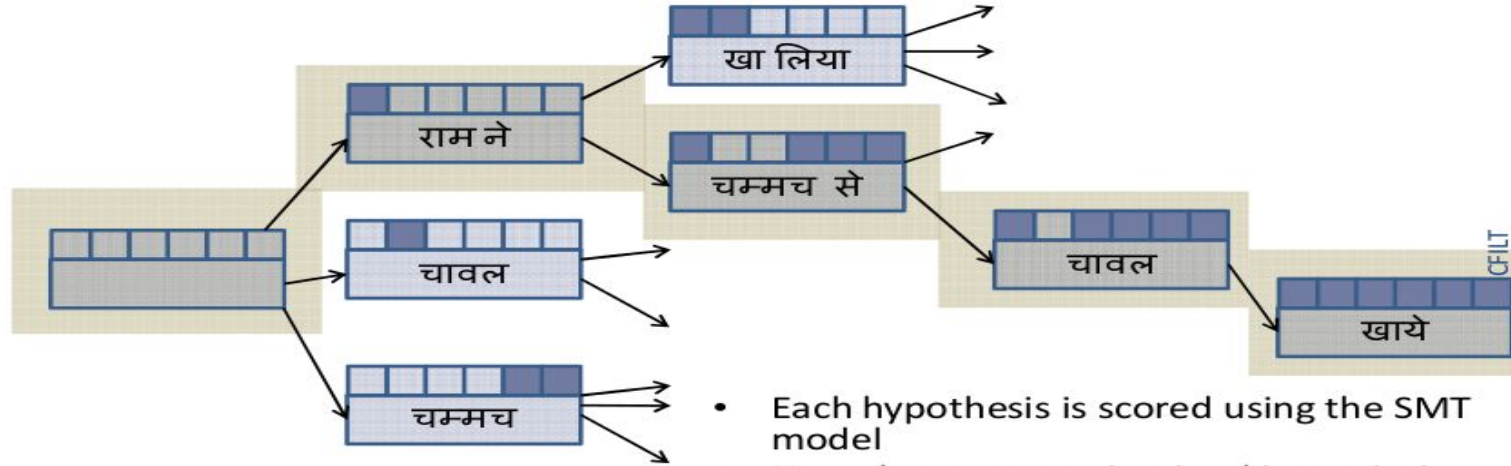 खा लिया
राम ने
चम्मच से
चावल
चावल
खाये
चम्मच
CFILT
• Each hypothesis is scored using the SMT
model